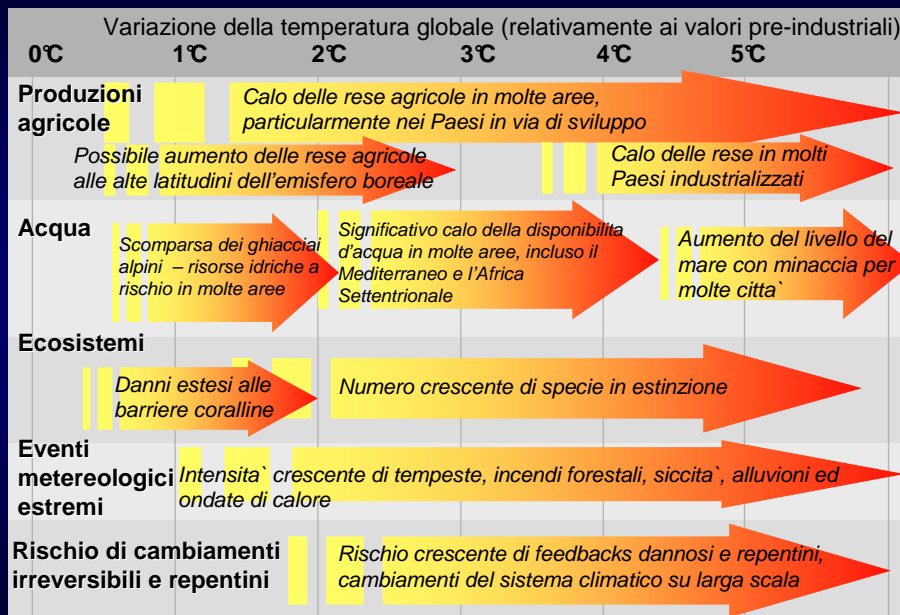 Variazione della temperatura globale (relativamente ai valori pre-industriali)
0°C 1°C 2°C 3°C 4°C 5°C
Produzioni
agricole
Calo delle rese agricole in molte aree,
particolarmente nei Paesi in via di sviluppo
Possibile aumento delle rese agricole
alle alte latitudini dell'emisfero boreale
Calo delle rese in molti
Paesi industrializzati
Acqua
Scomparsa dei ghiacciai
alpini – risorse idriche a
rischio in molte aree
Significativo calo della disponibilita
d'acqua in molte aree, incluso il
Mediterraneo e l'Africa
Settentrionale
Aumento del livello del
mare con minaccia per
molte citta`
Ecosistemi
Danni estesi alle
barriere coralline
Numero crescente di specie in estinzione
Eventi
metereologici
estremi
Intensita` crescente di tempeste, incendi forestali, siccita`, alluvioni ed
ondate di calore
Rischio di cambiamenti
irreversibili e repentini
Rischio crescente di feedbacks dannosi e repentini,
cambiamenti del sistema climatico su larga scala